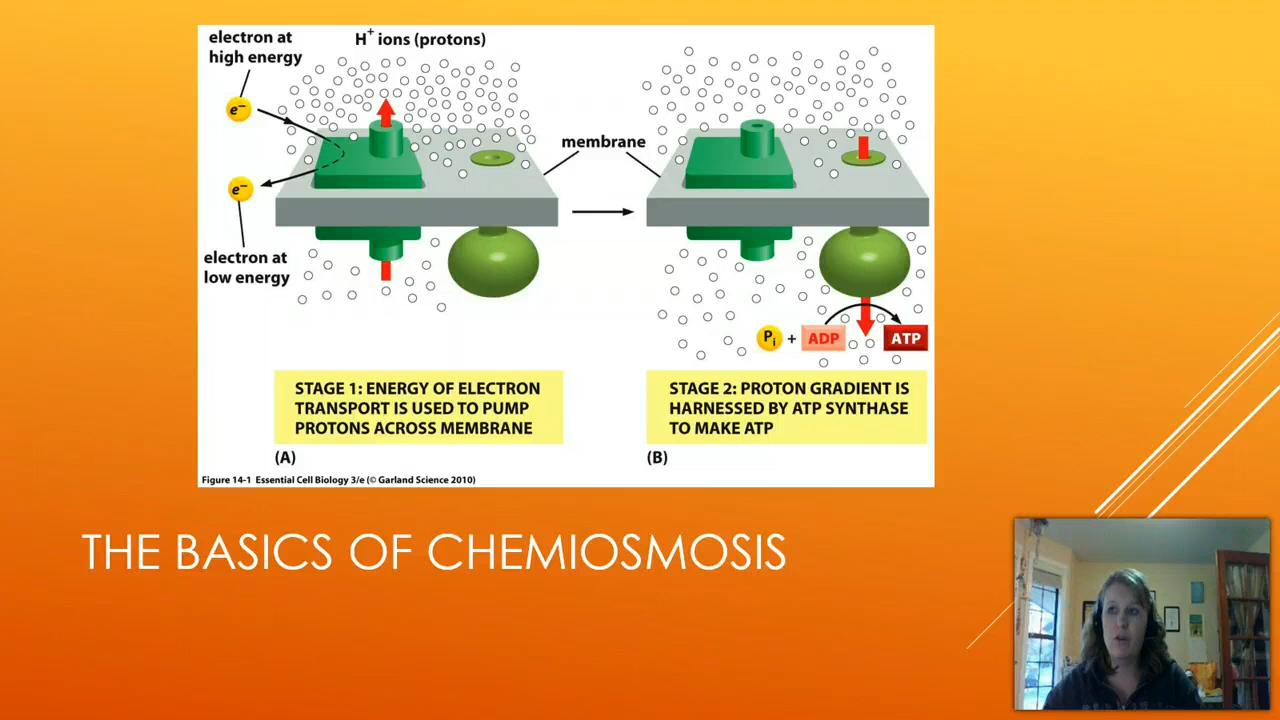 electron at
high energy
H+ ions (protons)
e–
membrane
e–
electron at
low energy
Pi + ADP ATP
STAGE 1: ENERGY OF ELECTRON
TRANSPORT IS USED TO PUMP
PROTONS ACROSS MEMBRANE
STAGE 2: PROTON GRADIENT IS
HARNESSED BY ATP SYNTHASE
TO MAKE ATP
(A)
(B)
Figure 14-1 Essential Cell Biology 3/e (© Garland Science 2010)
THE BASICS OF CHEMIOSMOSIS